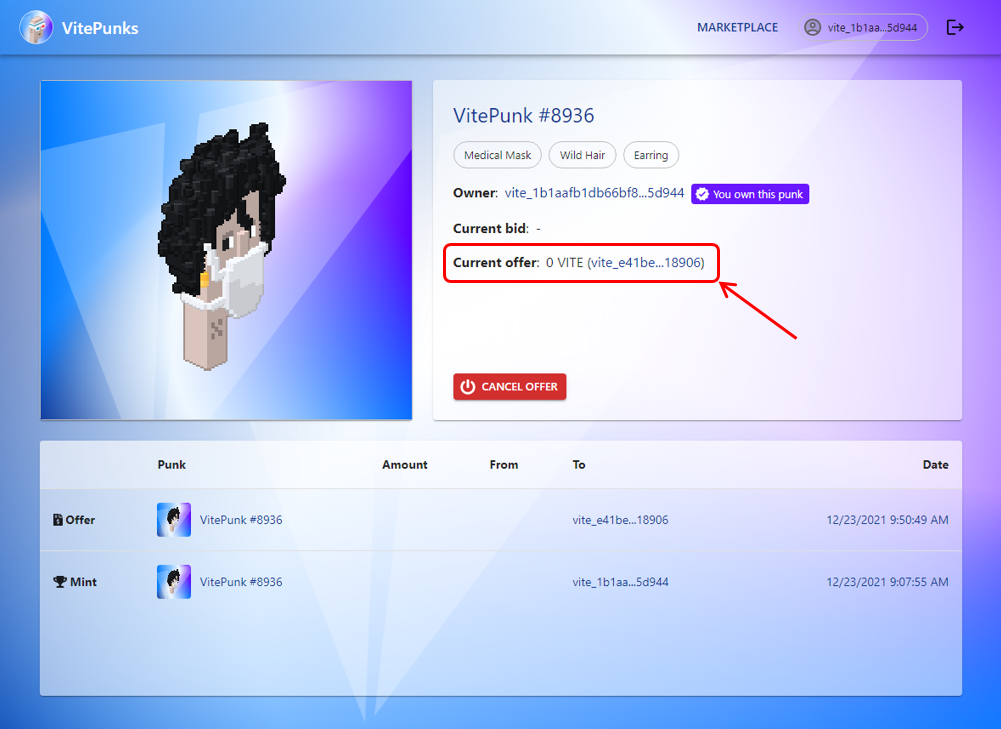 VitePunks
MARKETPLACE
vite_1b1aa...5d944
VitePunk #8936
Medical Mask
Wild Hair
Earring
Owner: vite_1b1aafb1db66bf8...5d944
You own this punk
Current bid: -
Current offer: 0 VITE (vite_e41be...18906)
CANCEL OFFER
Punk Amount From To Date
Offer VitePunk #8936 vite_e41be...18906 12/23/2021 9:50:49 AM
Mint VitePunk #8936 vite_1b1aa...5d944 12/23/2021 9:07:55 AM